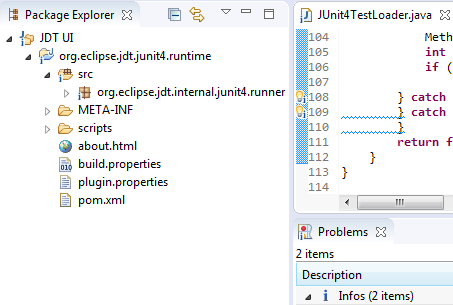 Package Explorer
JDT UI
org.eclipse.jdt.junit4.runtime
src
org.eclipse.jdt.internal.junit4.runner
META-INF
scripts
about.html
build.properties
plugin.properties
pom.xml
JUnit4TestLoader.java
104 Meth
105 int
106 if (
107
108 } catch
109 } catch
110 }
111 return f
112 }
113 }
114
Problems
2 items
Description
Infos (2 items)